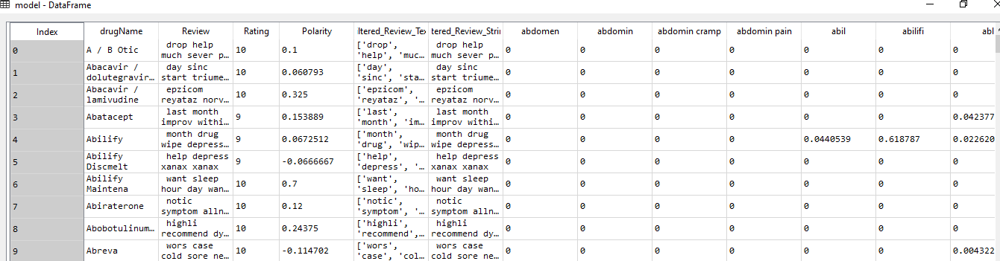 model - DataFrame
Index drugName Review Rating Polarity ltered_Review_Tex tered_Review_Strin abdomen abdomin abdomin cramp abdomin pain abil abilifi abl
0 A / B Otic drop help 10 0.1 ['drop', drop help 0 0 0 0 0 0 0
much sever p… 'help', 'muc… much sever p…
1 Abacavir / day sinc 10 0.060793 ['day', day sinc 0 0 0 0 0 0 0
dolutegravir… start triume… 'sinc', 'sta… start triume…
2 Abacavir / epzicom 10 0.325 ['epzicom', epzicom 0 0 0 0 0 0 0
lamivudine reyataz norv… 'reyataz', '… reyataz norv…
3 Abatacept last month 9 0.153889 ['last', last month 0 0 0 0 0 0 0.042377
improv withi… 'month', 'im… improv withi…
4 Abilify month drug 9 0.0672512 ['month', month drug 0 0 0 0 0.0440539 0.618787 0.022620
wipe depress… 'drug', 'wip… wipe depress…
5 Abilify help depress 9 -0.0666667 ['help', help depress 0 0 0 0 0 0 0
Discmelt xanax xanax 'depress', '… xanax xanax
6 Abilify want sleep 10 0.7 ['want', want sleep 0 0 0 0 0 0 0
Maintena hour day wan… 'sleep', 'ho… hour day wan…
7 Abiraterone notic 10 0.12 ['notic', notic 0 0 0 0 0 0 0
symptom alln… 'symptom', '… symptom alln…
8 Abobotulinum… highli 10 0.24375 ['highli', highli 0 0 0 0 0 0 0
recommend dy… 'recommend',… recommend dy…
9 Abreva wors case 10 -0.114702 ['wors', wors case 0 0 0 0 0 0 0.004322
cold sore ne… 'case', 'col… cold sore ne…